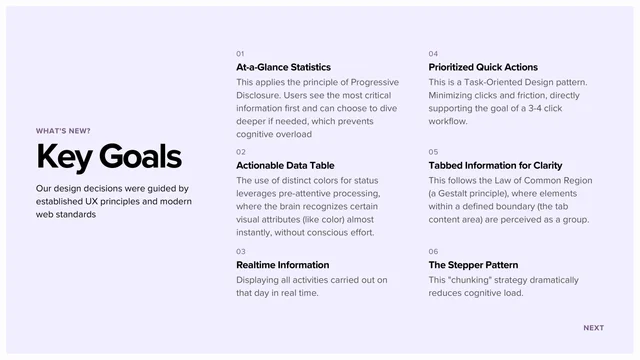 WHAT'S NEW?
Key Goals
Our design decisions were guided by
established UX principles and modern
web standards
01
At-a-Glance Statistics
This applies the principle of Progressive
Disclosure. Users see the most critical
information first and can choose to dive
deeper if needed, which prevents
cognitive overload
02
Actionable Data Table
The use of distinct colors for status
leverages pre-attentive processing,
where the brain recognizes certain
visual attributes (like color) almost
instantly, without conscious effort.
03
Realtime Information
Displaying all activities carried out on
that day in real time.
04
Prioritized Quick Actions
This is a Task-Oriented Design pattern.
Minimizing clicks and friction, directly
supporting the goal of a 3-4 click
workflow.
05
Tabbed Information for Clarity
This follows the Law of Common Region
(a Gestalt principle), where elements
within a defined boundary (the tab
content area) are perceived as a group.
06
The Stepper Pattern
This "chunking" strategy dramatically
reduces cognitive load.
NEXT